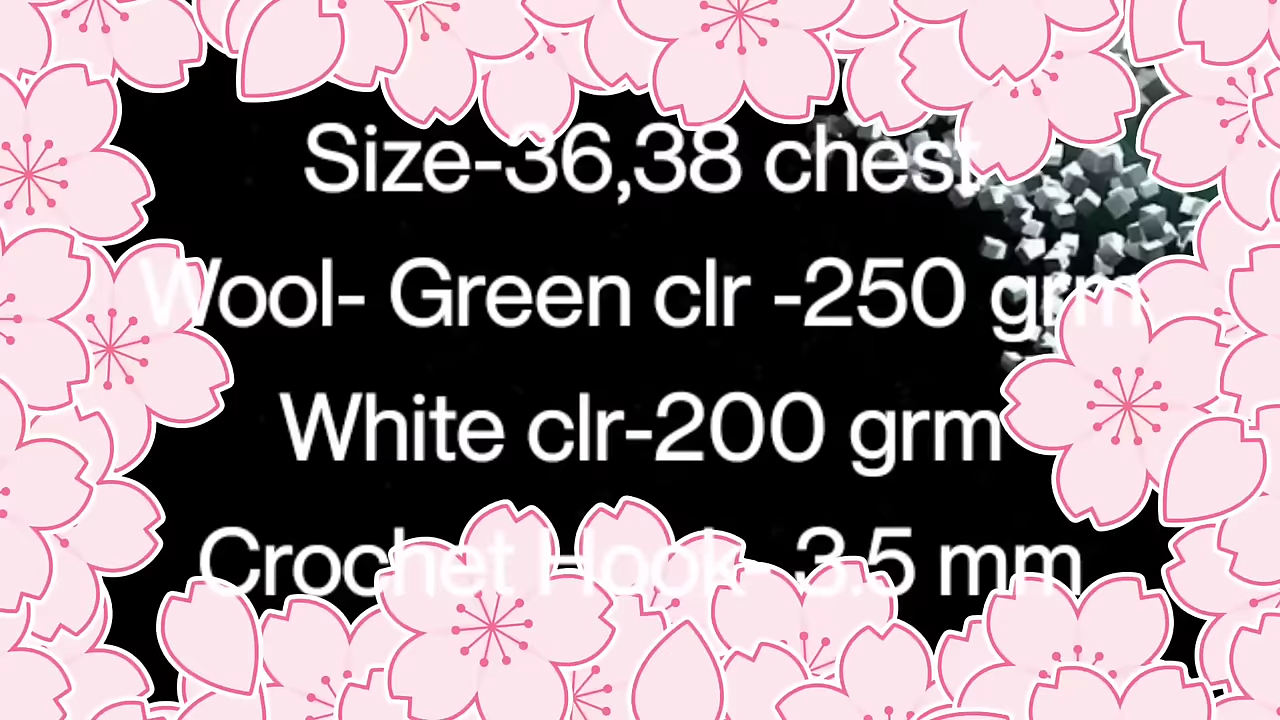 Size-36,38 chest
Wool- Green clr -250 grm
White clr-200 grm
Crochet Hook- 3.5 mm